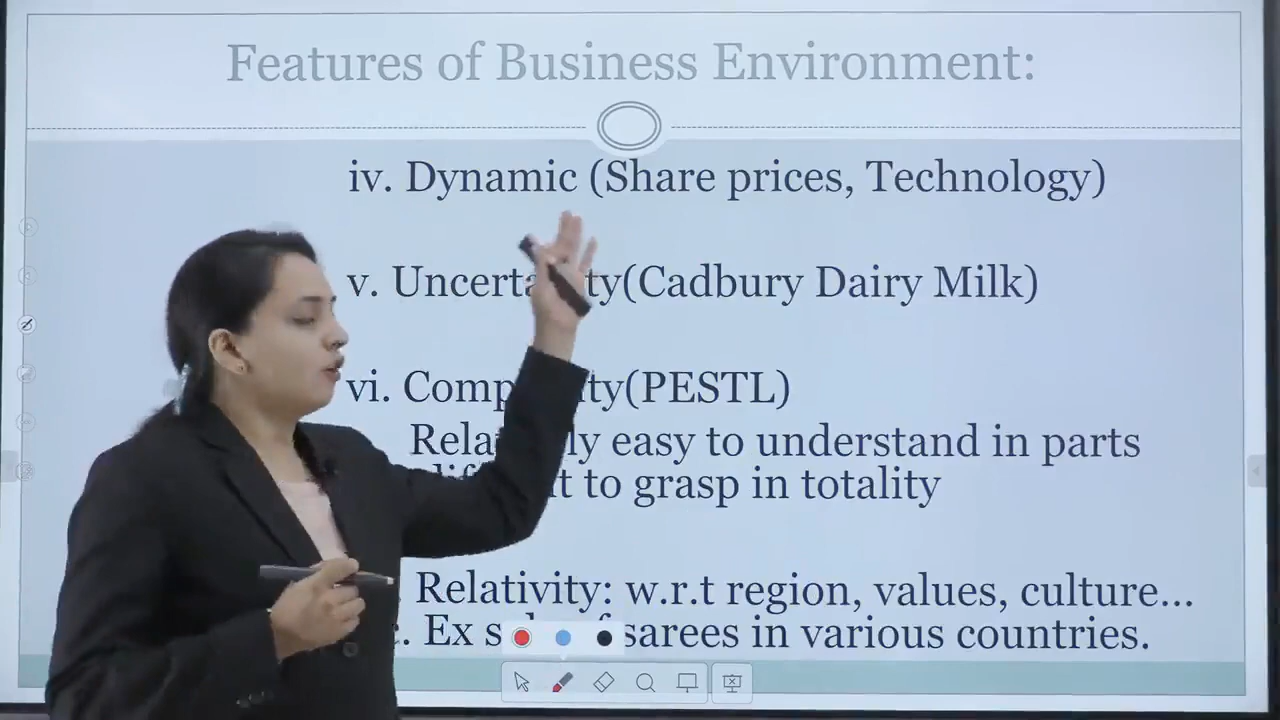 Features of Business Environment:
iv. Dynamic (Share prices, Technology)
v. (Cadbury Dairy Milk)
vi. (PESTL)
easy to understand in parts
to grasp in totality
Relativity: w.r.t region, values, culture...
Ex sarees in various countries.